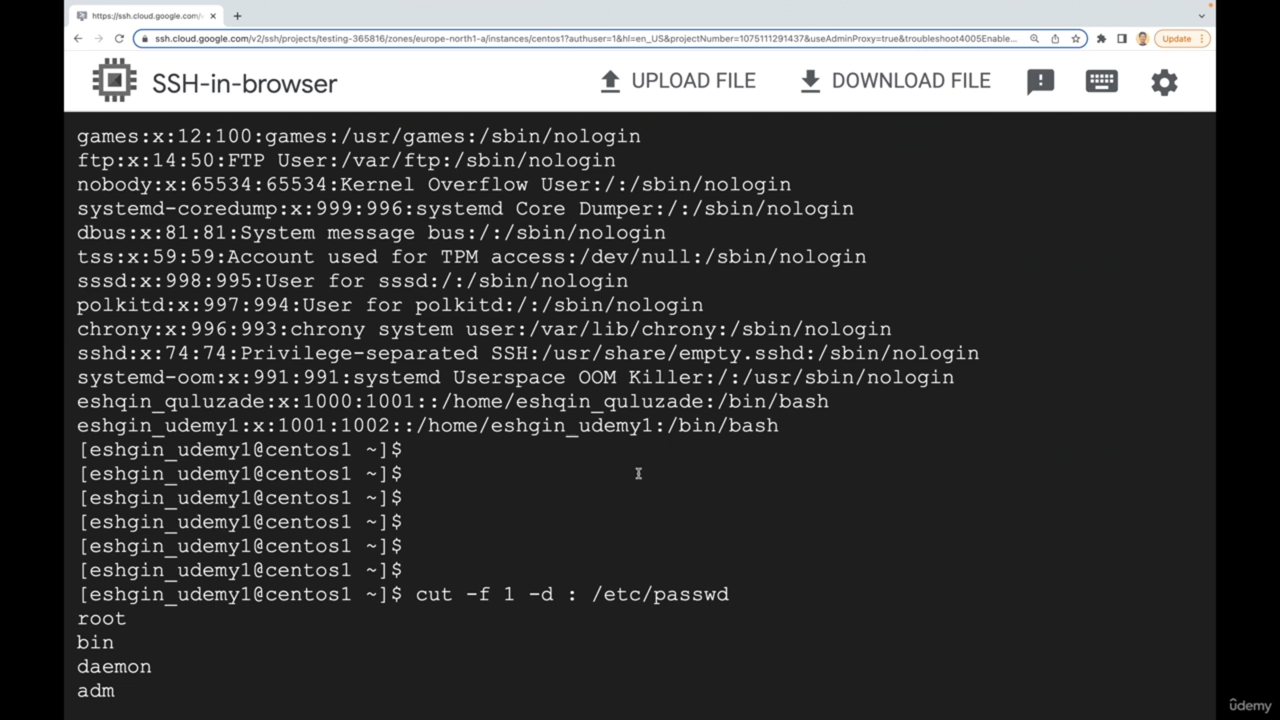 https://ssh.cloud.google.com/v
ssh.cloud.google.com/v2/ssh/projects/testing-365816/zones/europe-north1-a/instances/centos1?authuser=1&hl=en_US&projectNumber=1075111291437&useAdminProxy=true&troubleshoot4005Enable...
Update
SSH-in-browser
UPLOAD FILE
DOWNLOAD FILE
games:x:12:100:games:/usr/games:/sbin/nologin
ftp:x:14:50:FTP User:/var/ftp:/sbin/nologin
nobody:x:65534:65534:Kernel Overflow User:/:/sbin/nologin
systemd-coredump:x:999:996:systemd Core Dumper:/:/sbin/nologin
dbus:x:81:81:System message bus:/:/sbin/nologin
tss:x:59:59:Account used for TPM access:/dev/null:/sbin/nologin
sssd:x:998:995:User for sssd:/:/sbin/nologin
polkitd:x:997:994:User for polkitd:/:/sbin/nologin
chrony:x:996:993:chrony system user:/var/lib/chrony:/sbin/nologin
sshd:x:74:74:Privilege-separated SSH:/usr/share/empty.sshd:/sbin/nologin
systemd-oom:x:991:991:systemd Userspace OOM Killer:/:/usr/sbin/nologin
eshqin_quluzade:x:1000:1001::/home/eshqin_quluzade:/bin/bash
eshgin_udemy1:x:1001:1002::/home/eshgin_udemy1:/bin/bash
[eshgin_udemy1@centos1 ~]$
[eshgin_udemy1@centos1 ~]$
[eshgin_udemy1@centos1 ~]$
[eshgin_udemy1@centos1 ~]$
[eshgin_udemy1@centos1 ~]$
[eshgin_udemy1@centos1 ~]$
[eshgin_udemy1@centos1 ~]$ cut -f 1 -d : /etc/passwd
root
bin
daemon
adm
ûdemy